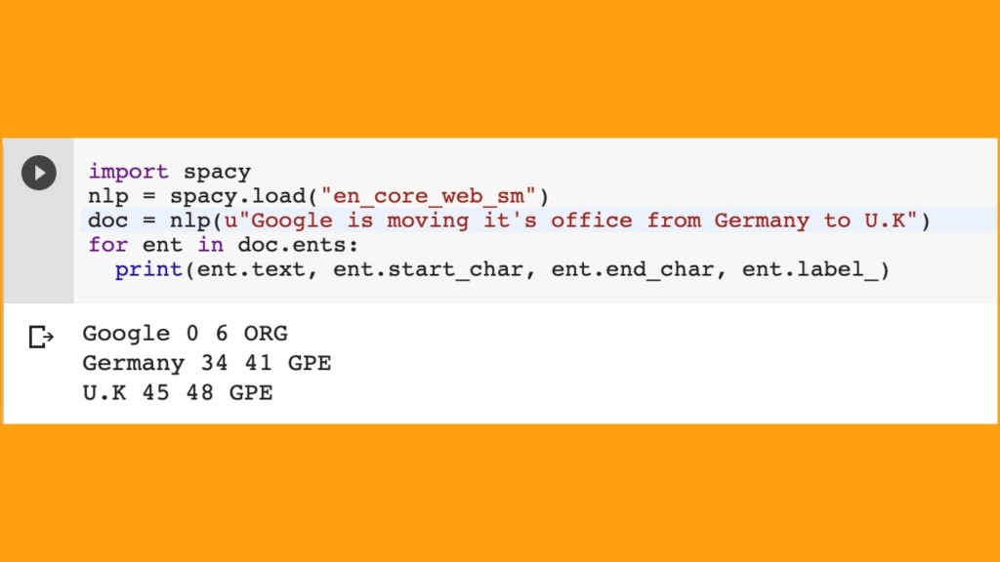 import spacy
nlp = spacy.load("en_core_web_sm")
doc = nlp(u"Google is moving it's office from Germany to U.K")
for ent in doc.ents:
  print(ent.text, ent.start_char, ent.end_char, ent.label_)
Google 0 6 ORG
Germany 34 41 GPE
U.K 45 48 GPE